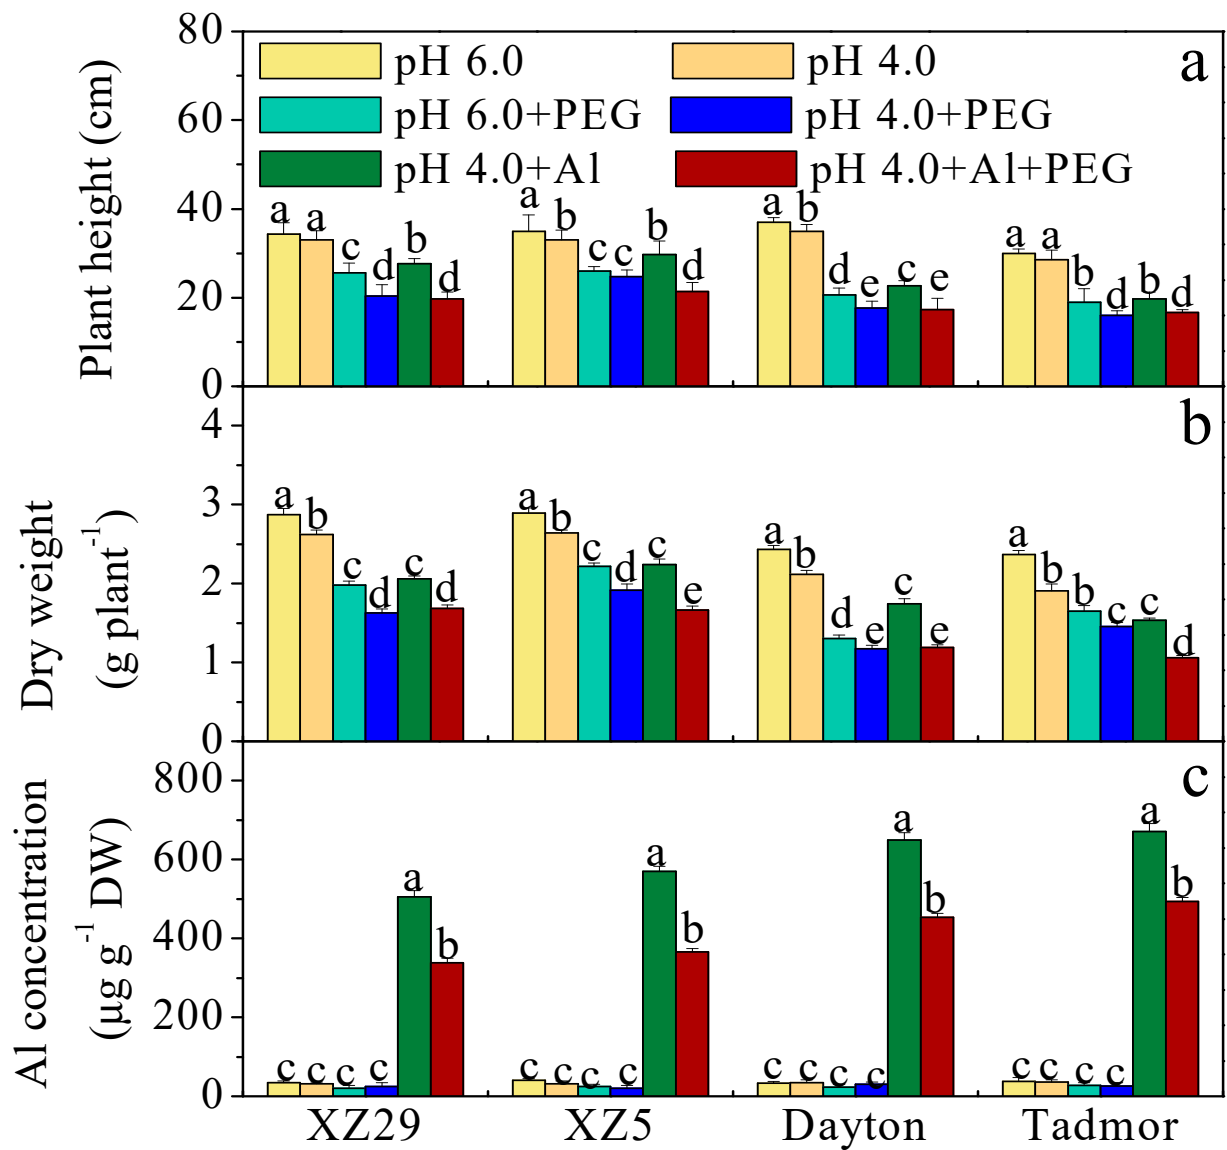 80
60
40
20
0
Plant height (cm)
pH 6.0 pH 4.0
pH 6.0+PEG pH 4.0+PEG
pH 4.0+Al pH 4.0+Al+PEG
a
a a c d b d
a b c c b d
a b d e c e
a a b d b d
4
3
2
1
0
Dry weight
(g plant⁻¹)
b
a b c d c d
a b c d c e
a b d e c e
a b b c c d
800
600
400
200
0
Al concentration
(µg g⁻¹ DW)
c
c c c c a b
c c c c a b
c c c c a b
c c c c a b
XZ29 XZ5 Dayton Tadmor